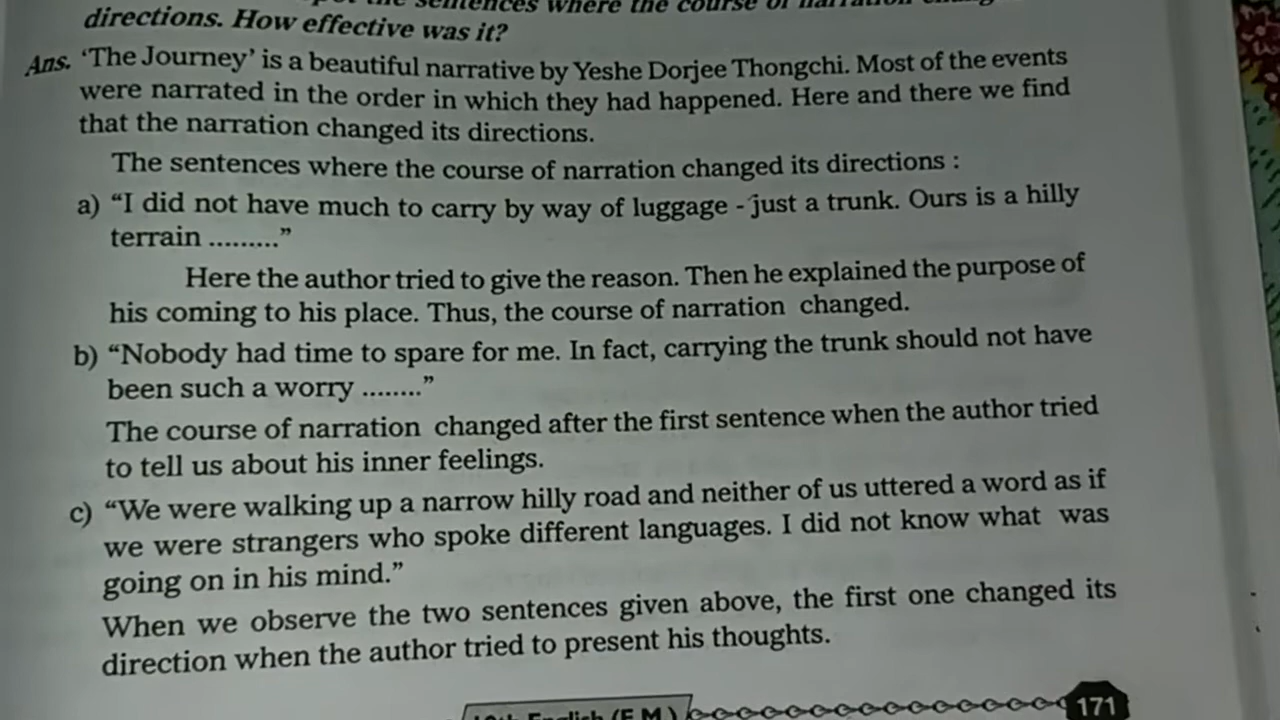 the sentences where the course of narration
directions. How effective was it?
Ans. ‘The Journey’ is a beautiful narrative by Yeshe Dorjee Thongchi. Most of the events
were narrated in the order in which they had happened. Here and there we find
that the narration changed its directions.
The sentences where the course of narration changed its directions :
a) “I did not have much to carry by way of luggage - just a trunk. Ours is a hilly
terrain .........”
Here the author tried to give the reason. Then he explained the purpose of
his coming to his place. Thus, the course of narration changed.
b) “Nobody had time to spare for me. In fact, carrying the trunk should not have
been such a worry ........”
The course of narration changed after the first sentence when the author tried
to tell us about his inner feelings.
c) “We were walking up a narrow hilly road and neither of us uttered a word as if
we were strangers who spoke different languages. I did not know what was
going on in his mind.”
When we observe the two sentences given above, the first one changed its
direction when the author tried to present his thoughts.
10th English (E.M.)
171